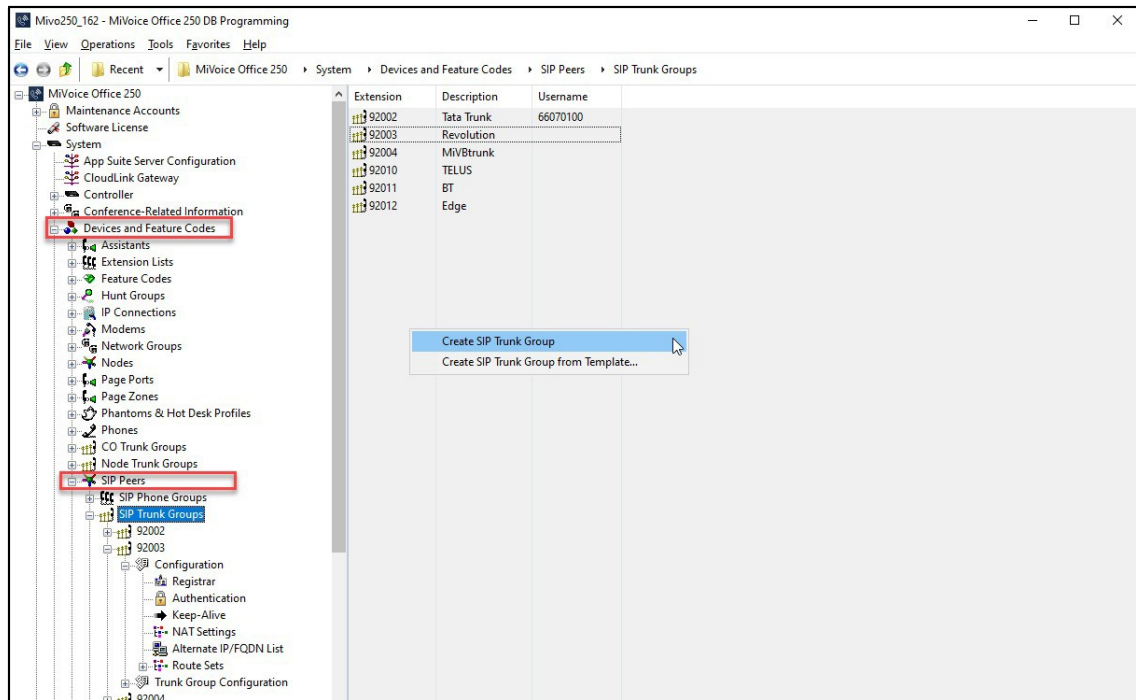 Mivo250_162 - MiVoice Office 250 DB Programming
File View Operations Tools Favorites Help
Recent MiVoice Office 250 System Devices and Feature Codes SIP Peers SIP Trunk Groups
MiVoice Office 250
Maintenance Accounts
Software License
System
App Suite Server Configuration
CloudLink Gateway
Controller
Conference-Related Information
Devices and Feature Codes
Assistants
Extension Lists
Feature Codes
Hunt Groups
IP Connections
Modems
Network Groups
Nodes
Page Ports
Page Zones
Phantoms & Hot Desk Profiles
Phones
CO Trunk Groups
Node Trunk Groups
SIP Peers
SIP Phone Groups
SIP Trunk Groups
92002
92003
Configuration
Registrar
Authentication
Keep-Alive
NAT Settings
Alternate IP/FQDN List
Route Sets
Trunk Group Configuration
92004
Extension Description Username
92002 Tata Trunk 66070100
92003 Revolution
92004 MiVBtrunk
92010 TELUS
92011 BT
92012 Edge
Create SIP Trunk Group
Create SIP Trunk Group from Template...